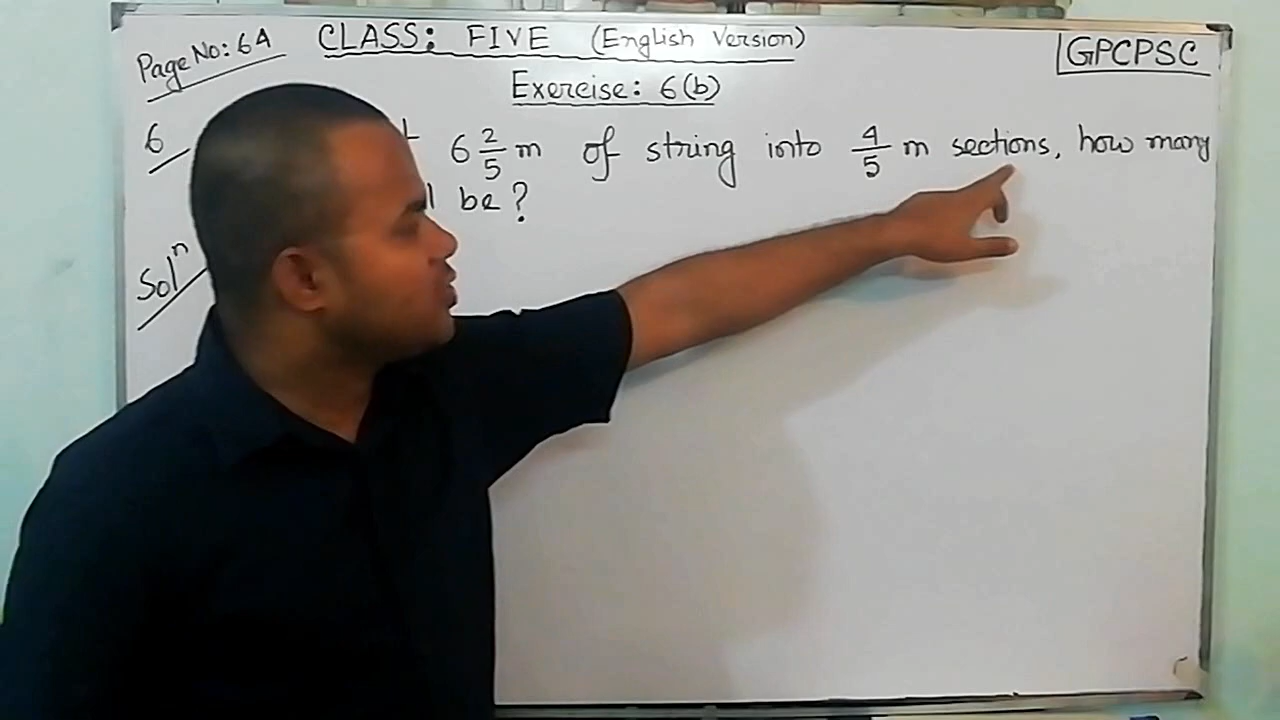 Page No: 64
CLASS: FIVE (English Version)
GPCPSC
Exercise: 6(b)
6 6 2/5 m of string into 4/5 m sections, how many
be?
Solⁿ